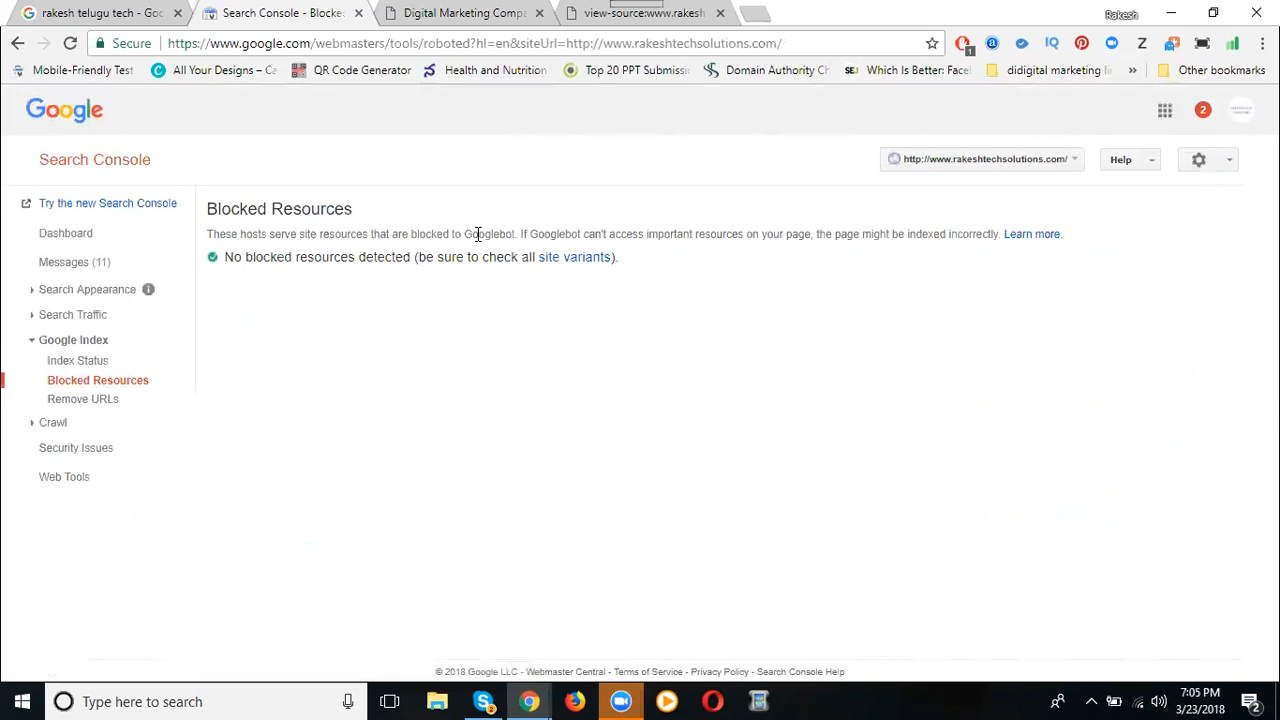 rakesh telugu tech - Goo
Search Console - Blocke
Digital Marketing Compa
view-source:www.rakesh
Rakesh
Secure
https://www.google.com/webmasters/tools/roboted?hl=en&siteUrl=http://www.rakeshtechsolutions.com/
Mobile-Friendly Test
All Your Designs – Ca
QR Code Generator
Health and Nutrition
Top 20 PPT Submissio
Domain Authority Ch
Which Is Better: Facel
didigital marketing li
Other bookmarks
Google
2
Search Console
http://www.rakeshtechsolutions.com/
Help
Try the new Search Console
Dashboard
Messages (11)
Search Appearance
Search Traffic
Google Index
Index Status
Blocked Resources
Remove URLs
Crawl
Security Issues
Web Tools
Blocked Resources
These hosts serve site resources that are blocked to Googlebot. If Googlebot can't access important resources on your page, the page might be indexed incorrectly. Learn more.
No blocked resources detected (be sure to check all site variants).
© 2018 Google LLC - Webmaster Central - Terms of Service - Privacy Policy - Search Console Help
Type here to search
7:05 PM
3/23/2018
2